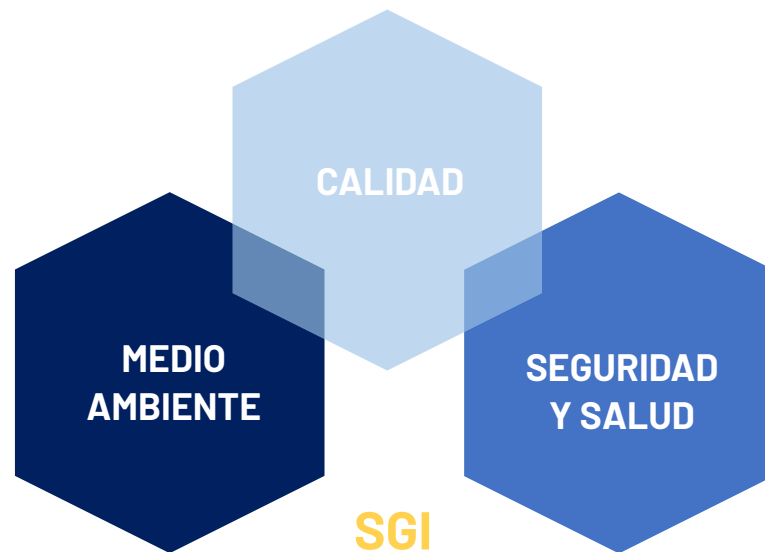 CALIDAD
MEDIO
AMBIENTE
SEGURIDAD
Y SALUD
SGI